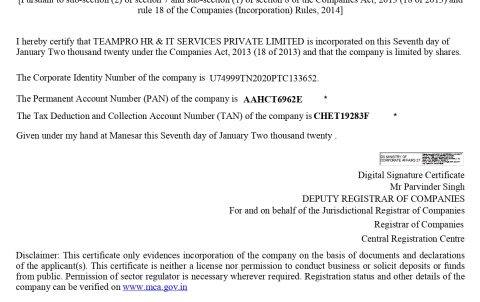 [Pursuant to sub-section (2) of section 7 and sub-section (1) of section 8 of the Companies Act, 2013 (18 of 2013) and
rule 18 of the Companies (Incorporation) Rules, 2014]
I hereby certify that TEAMPRO HR & IT SERVICES PRIVATE LIMITED is incorporated on this Seventh day of
January Two thousand twenty under the Companies Act, 2013 (18 of 2013) and that the company is limited by shares.
The Corporate Identity Number of the company is U74999TN2020PTC133652.
The Permanent Account Number (PAN) of the company is AAHCT6962E *
The Tax Deduction and Collection Account Number (TAN) of the company is CHET19283F *
Given under my hand at Manesar this Seventh day of January Two thousand twenty .
DS MINISTRY OF
CORPORATE AFFAIRS 27
Digital Signature Certificate
Mr Parvinder Singh
DEPUTY REGISTRAR OF COMPANIES
For and on behalf of the Jurisdictional Registrar of Companies
Registrar of Companies
Central Registration Centre
Disclaimer: This certificate only evidences incorporation of the company on the basis of documents and declarations
of the applicant(s). This certificate is neither a license nor permission to conduct business or solicit deposits or funds
from public. Permission of sector regulator is necessary wherever required. Registration status and other details of the
company can be verified on www.mca.gov.in